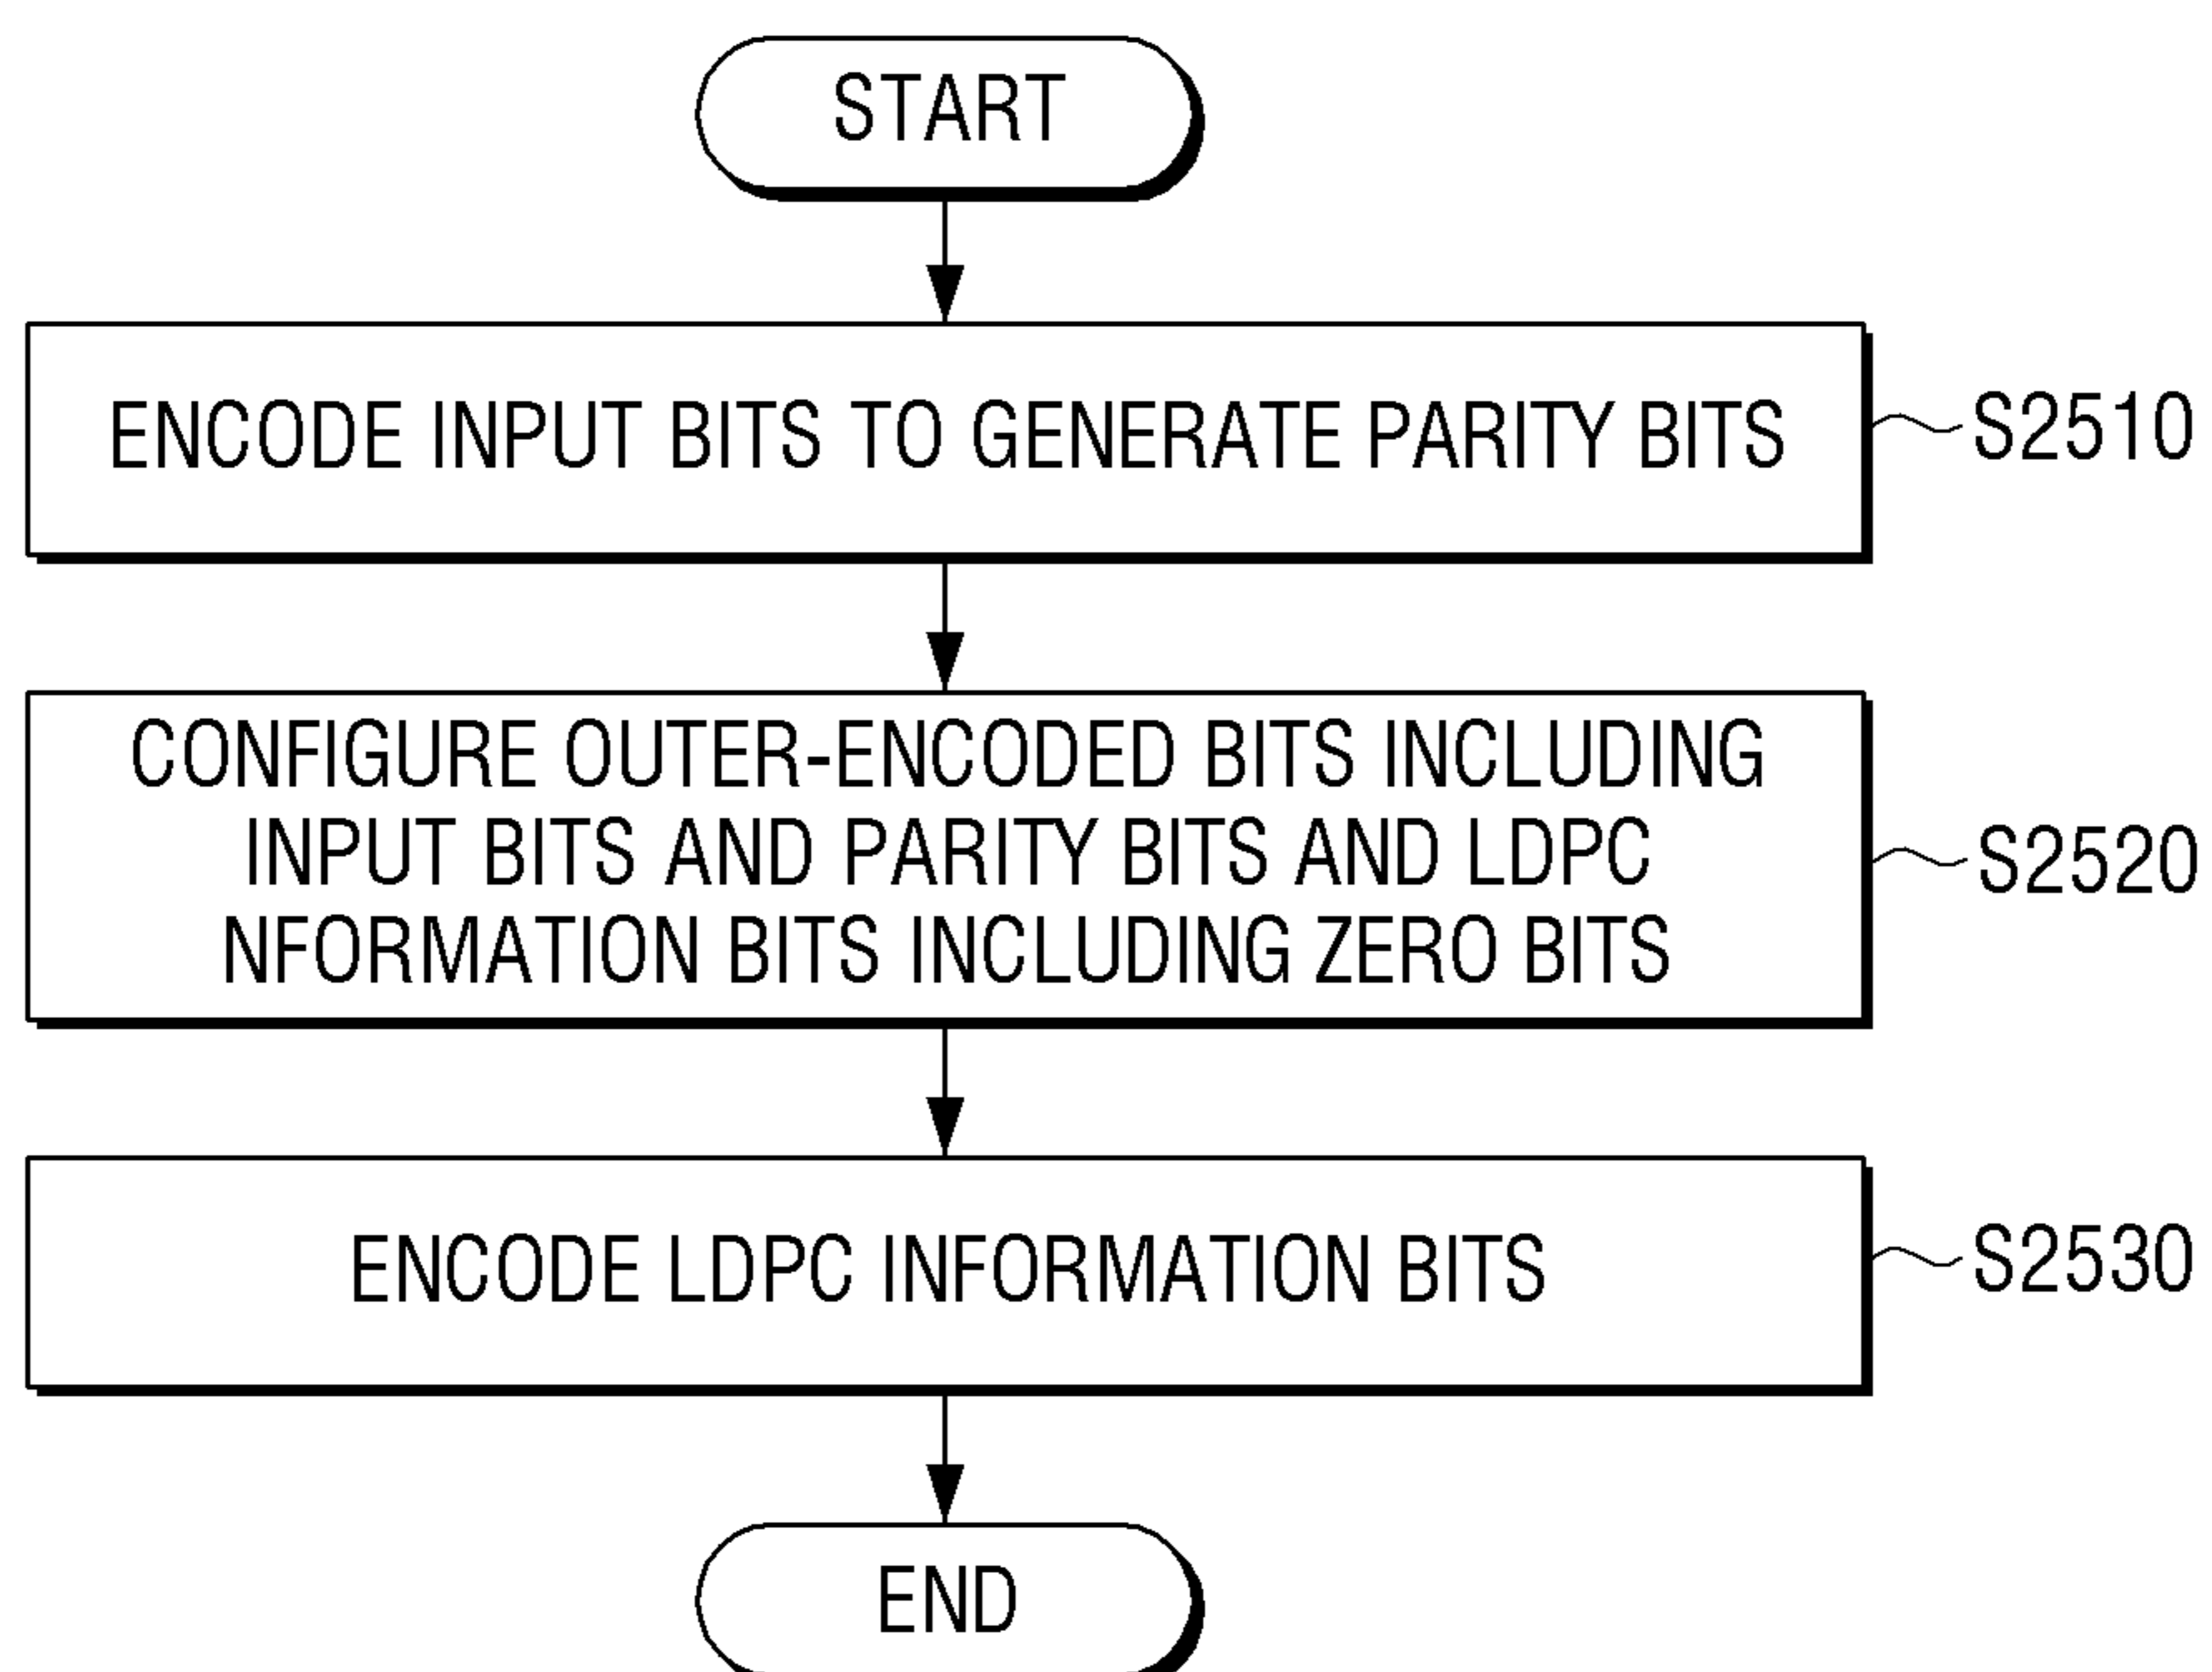 START
ENCODE INPUT BITS TO GENERATE PARITY BITS
S2510
CONFIGURE OUTER-ENCODED BITS INCLUDING
INPUT BITS AND PARITY BITS AND LDPC
NFORMATION BITS INCLUDING ZERO BITS
S2520
ENCODE LDPC INFORMATION BITS
S2530
END